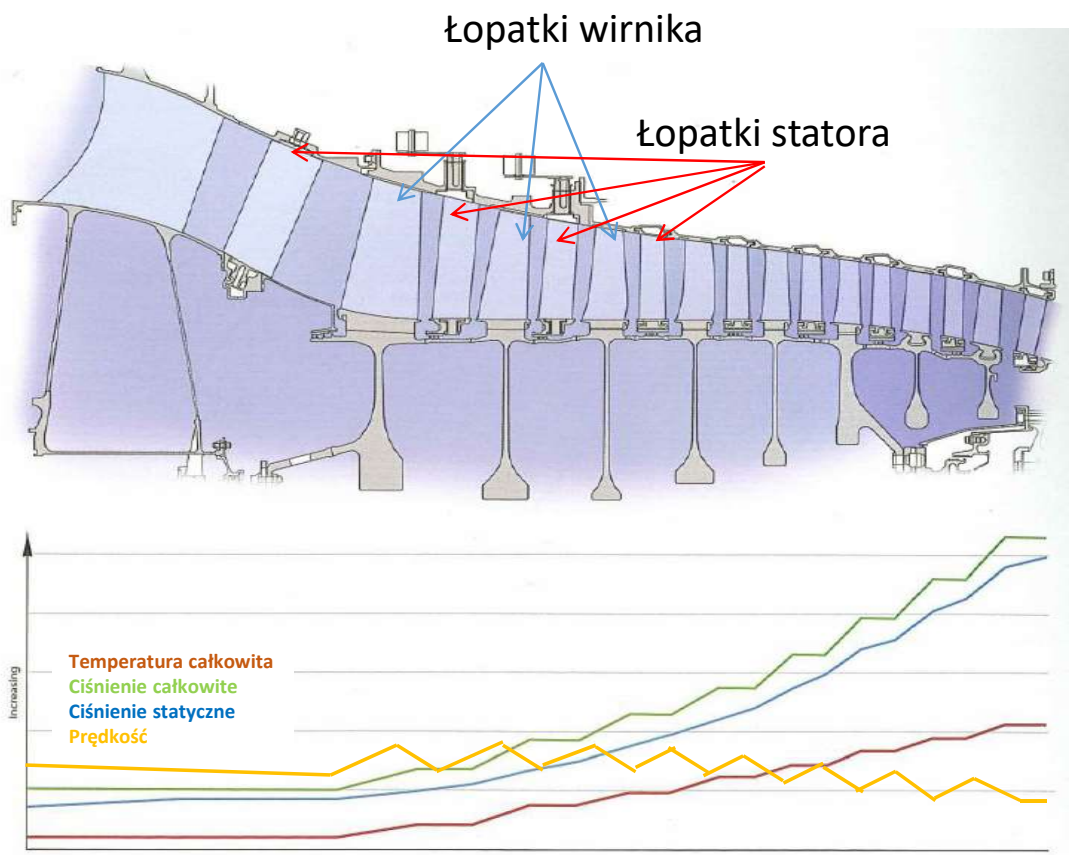 Łopatki wirnika
Łopatki statora
Increasing
Temperatura całkowita
Ciśnienie całkowite
Ciśnienie statyczne
Prędkość